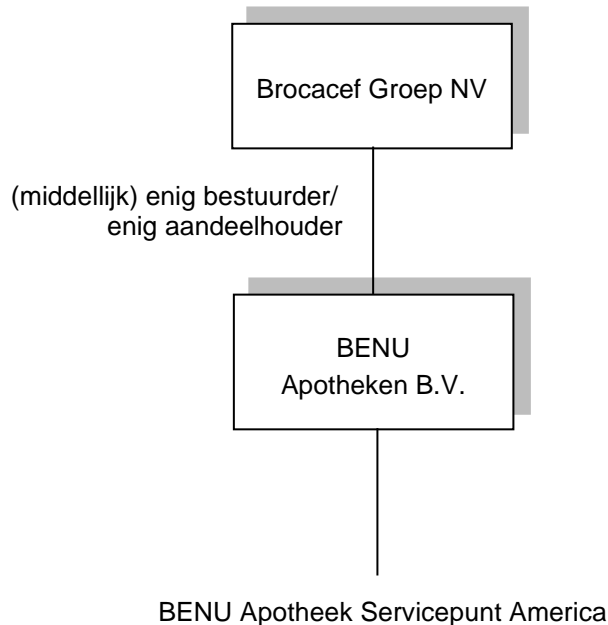 Brocacef Groep NV
(middellijk) enig bestuurder/
enig aandeelhouder
BENU
Apotheken B.V.
BENU Apotheek Servicepunt America